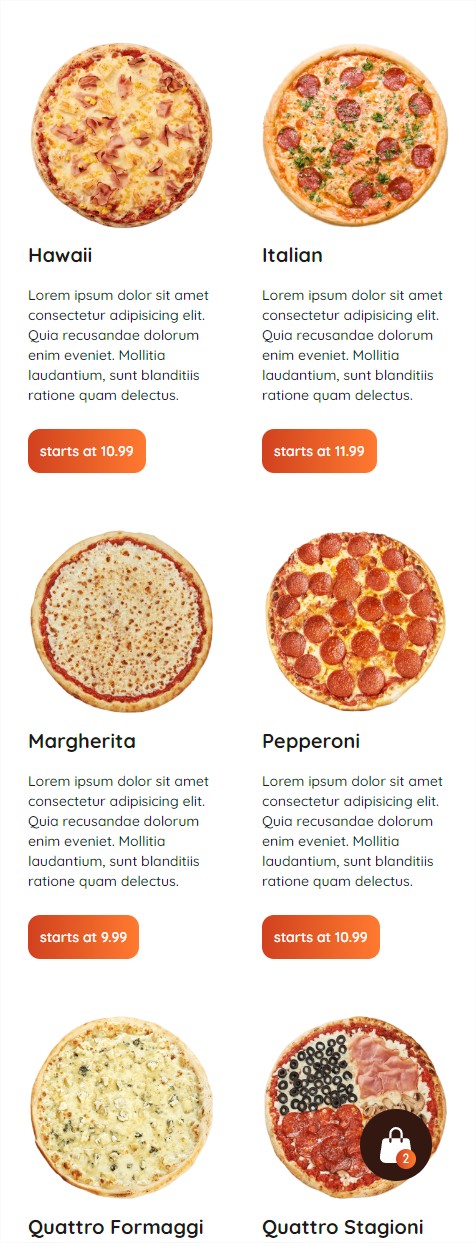 Hawaii
Lorem ipsum dolor sit amet
consectetur adipisicing elit.
Quia recusandae dolorum
enim eveniet. Mollitia
laudantium, sunt blanditiis
ratione quam delectus.
starts at 10.99
Italian
Lorem ipsum dolor sit amet
consectetur adipisicing elit.
Quia recusandae dolorum
enim eveniet. Mollitia
laudantium, sunt blanditiis
ratione quam delectus.
starts at 11.99
Margherita
Lorem ipsum dolor sit amet
consectetur adipisicing elit.
Quia recusandae dolorum
enim eveniet. Mollitia
laudantium, sunt blanditiis
ratione quam delectus.
starts at 9.99
Pepperoni
Lorem ipsum dolor sit amet
consectetur adipisicing elit.
Quia recusandae dolorum
enim eveniet. Mollitia
laudantium, sunt blanditiis
ratione quam delectus.
starts at 10.99
Quattro Formaggi
Quattro Stagioni
2